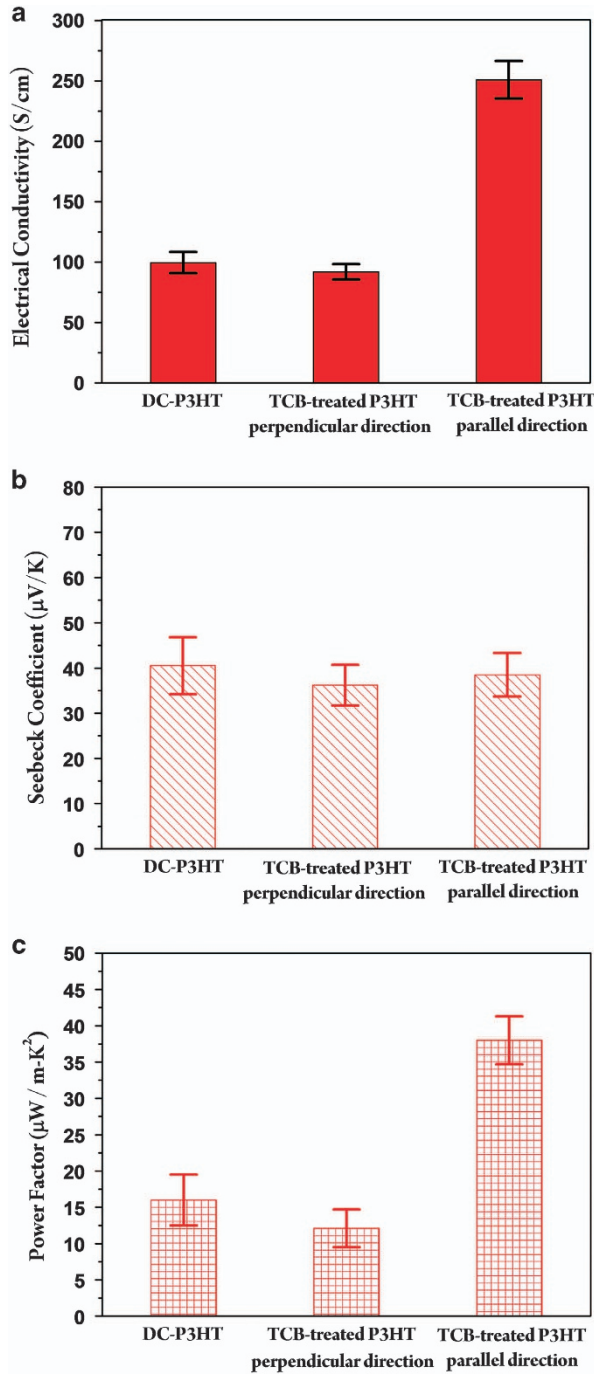 a
Electrical Conductivity (S/cm)
300
250
200
150
100
50
0
DC-P3HT
TCB-treated P3HT
perpendicular direction
TCB-treated P3HT
parallel direction
b
Seebeck Coefficient (μV/K)
80
70
60
50
40
30
20
10
0
DC-P3HT
TCB-treated P3HT
perpendicular direction
TCB-treated P3HT
parallel direction
c
Power Factor (μW / m-K²)
50
45
40
35
30
25
20
15
10
5
0
DC-P3HT
TCB-treated P3HT
perpendicular direction
TCB-treated P3HT
parallel direction